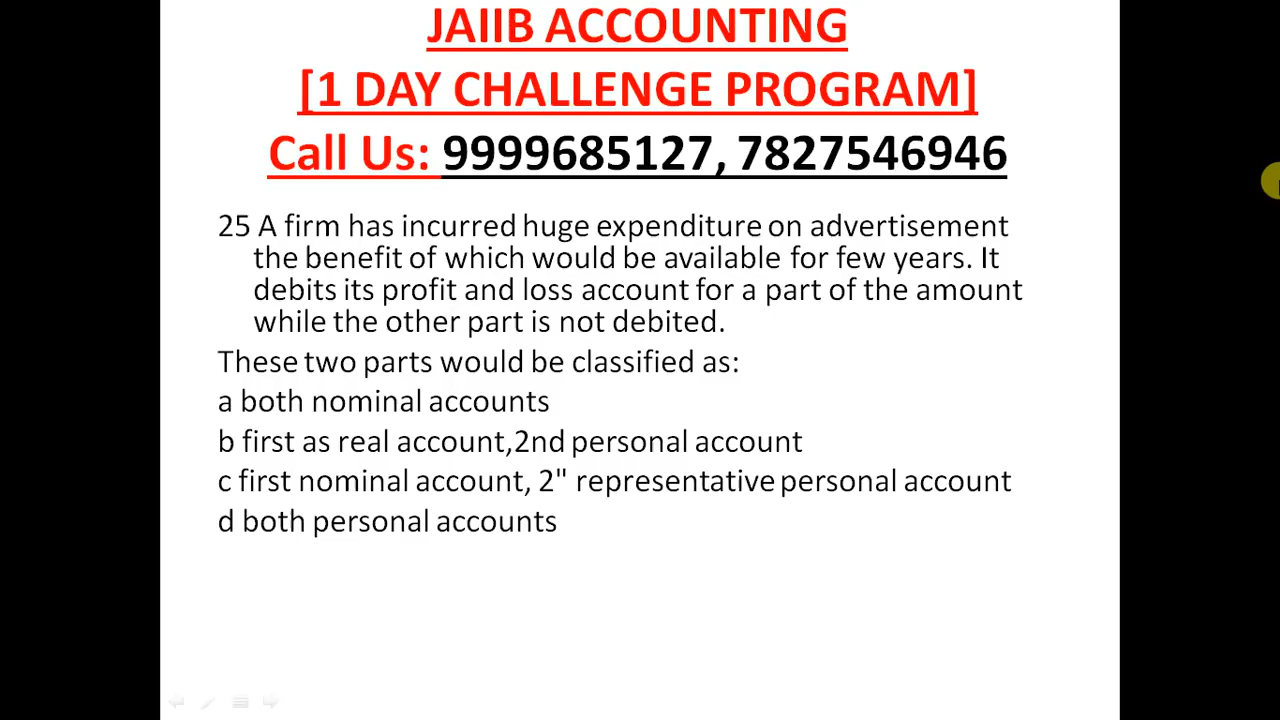 JAIIB ACCOUNTING
[1 DAY CHALLENGE PROGRAM]
Call Us: 9999685127, 7827546946
25 A firm has incurred huge expenditure on advertisement
the benefit of which would be available for few years. It
debits its profit and loss account for a part of the amount
while the other part is not debited.
These two parts would be classified as:
a both nominal accounts
b first as real account,2nd personal account
c first nominal account, 2" representative personal account
d both personal accounts